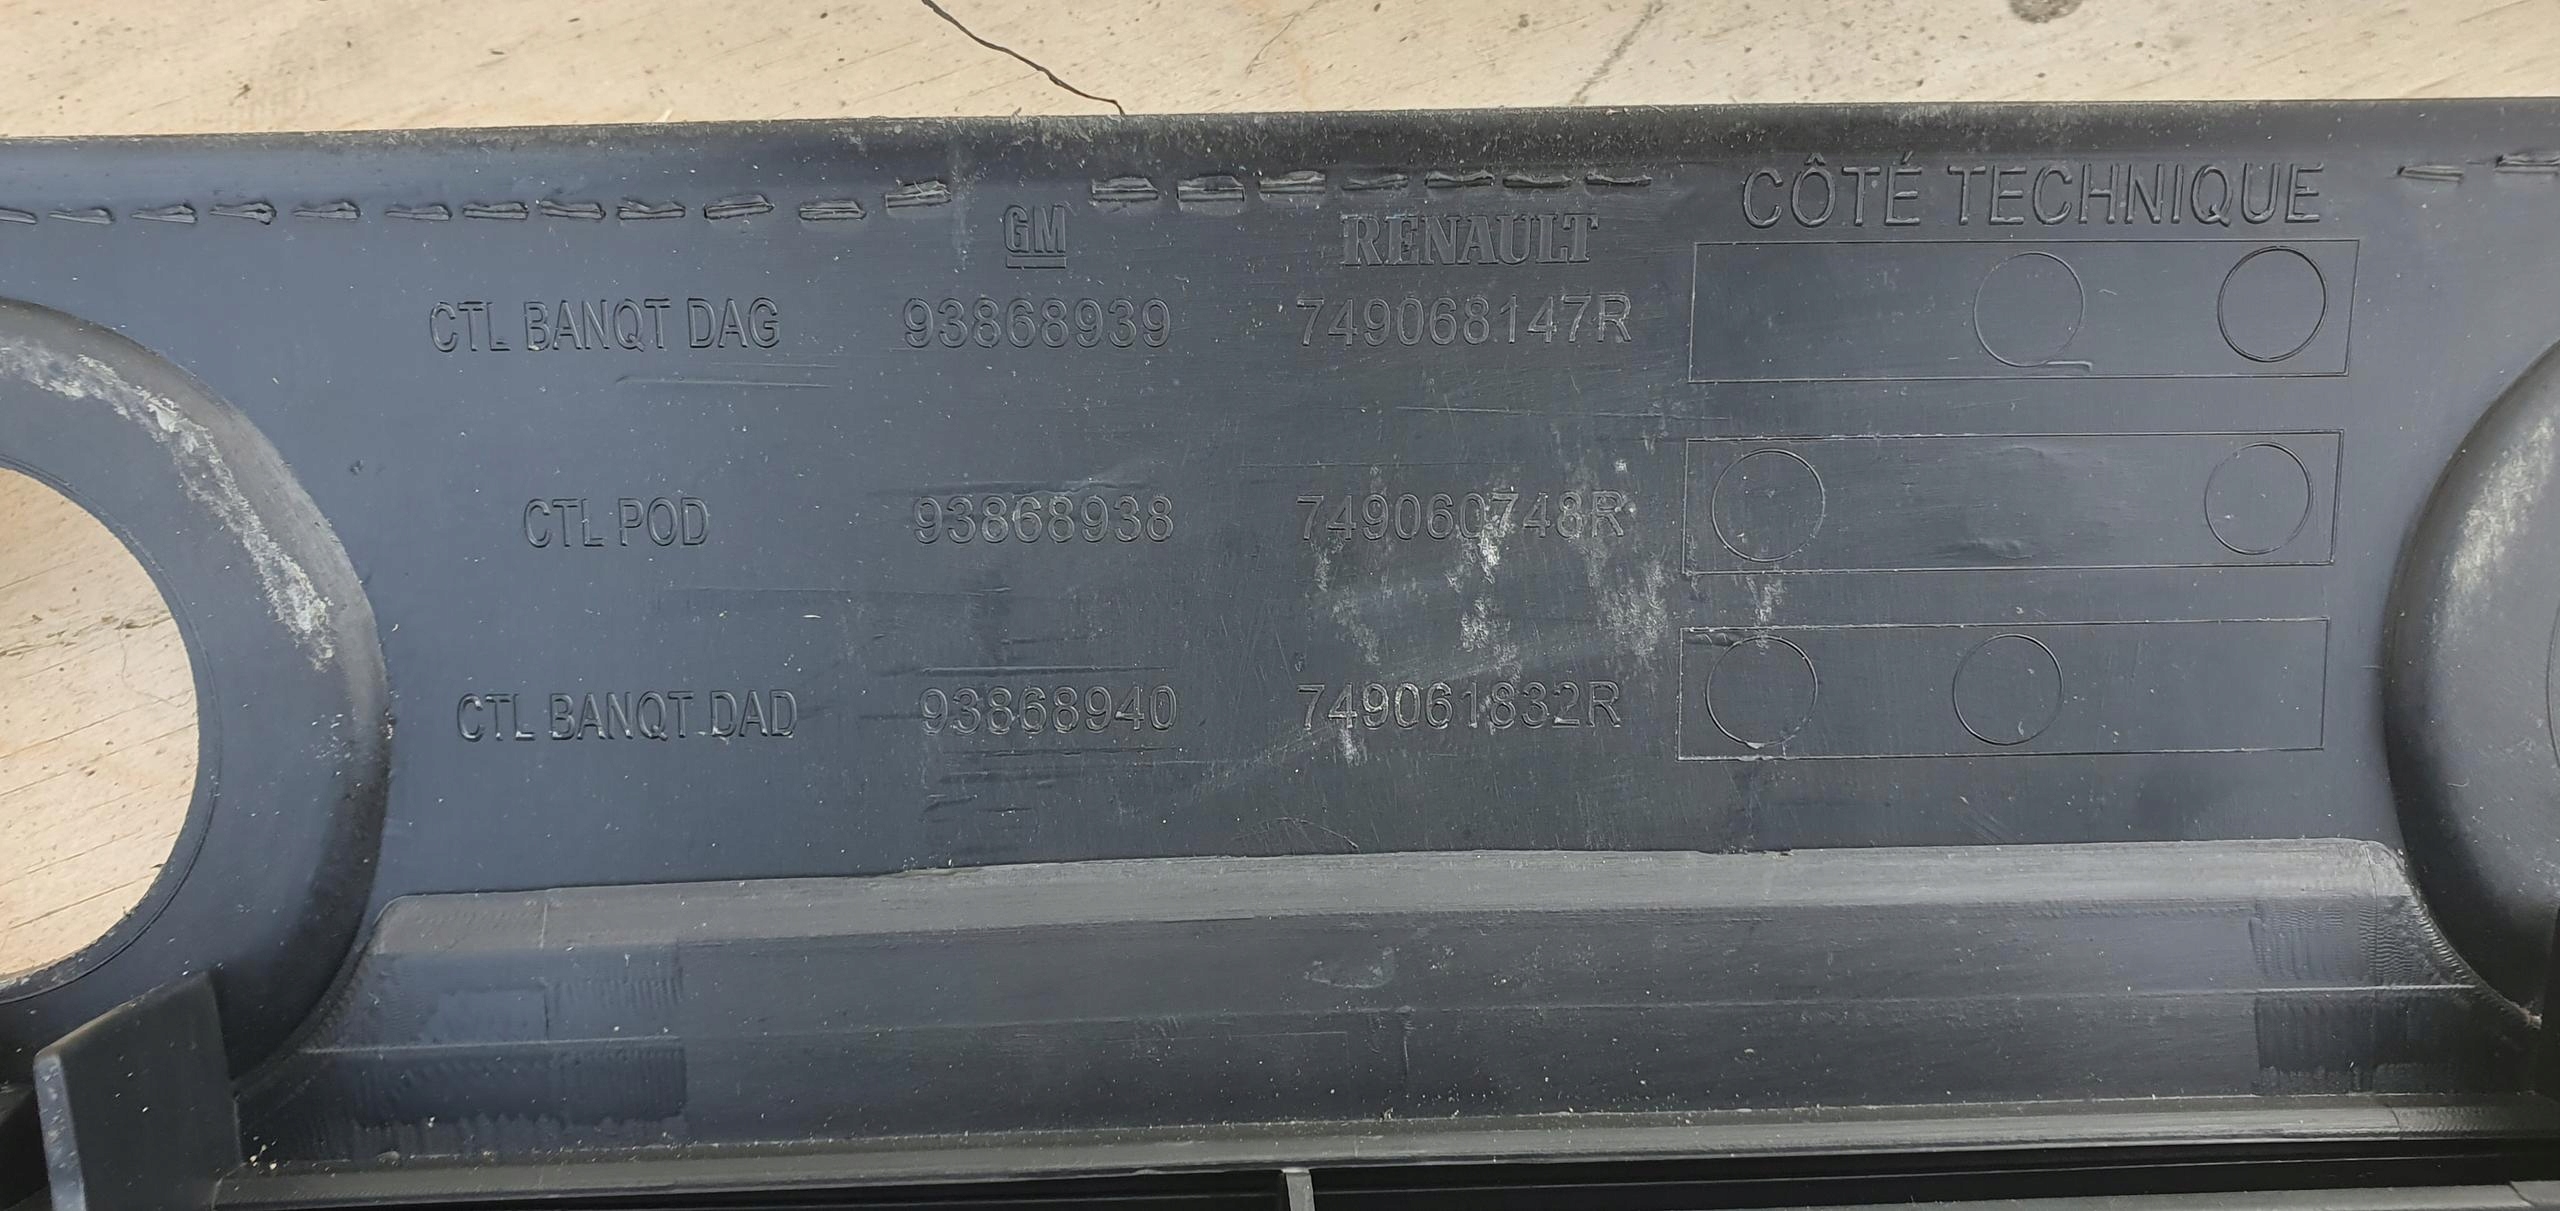 CÔTÉ TECHNIQUE
GM RENAULT
CTL BANQT DAG 93868939 749068147R
CTL POD 93868938 749060748R
CTL BANQT DAD 93868940 749061832R